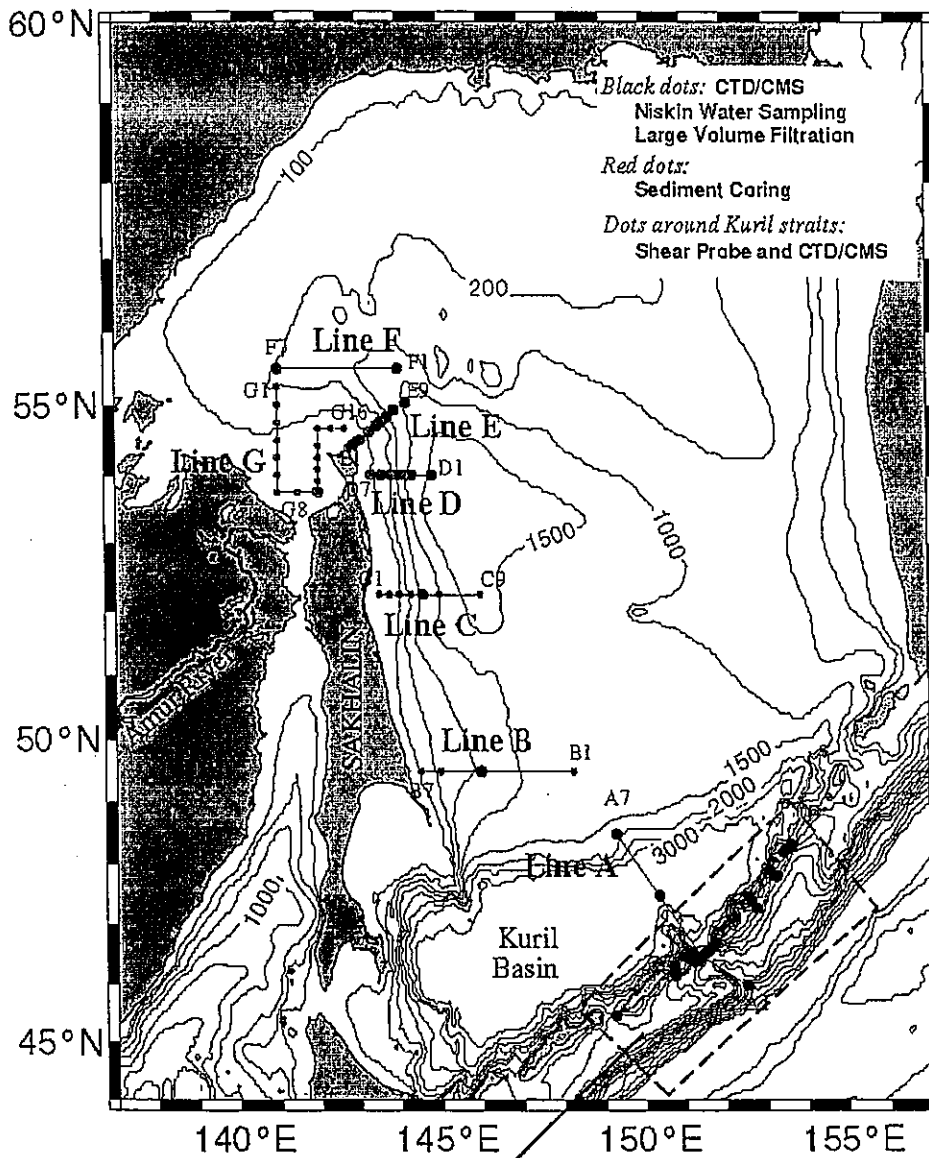 60°N
Black dots: CTD/CMS
Niskin Water Sampling
Large Volume Filtration
Red dots:
Sediment Coring
Dots around Kuril straits:
Shear Probe and CTD/CMS
100
200
Line F
F1
G1
E9
55°N
G16
Line E
Line G
D1
G8
Line D
1500
1000
C9
Line C
Amur River
SAKHALIN
50°N
Line B
B1
B7
1500
A7
2000
3000
Line A
1000
Kuril
Basin
45°N
140°E
145°E
150°E
155°E